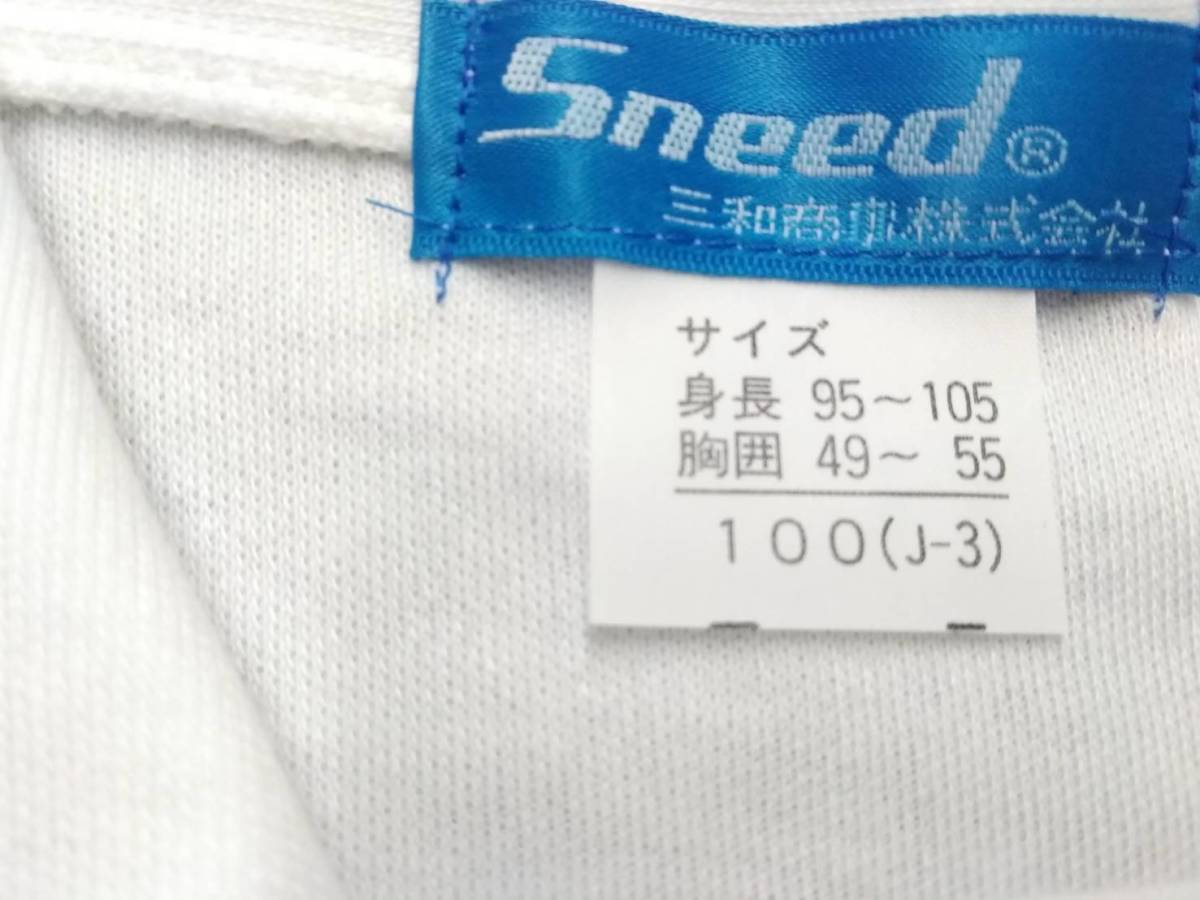 Sneed®
三和商事株式会社
サイズ
身長 95～105
胸囲 49～ 55
１００(J-3)